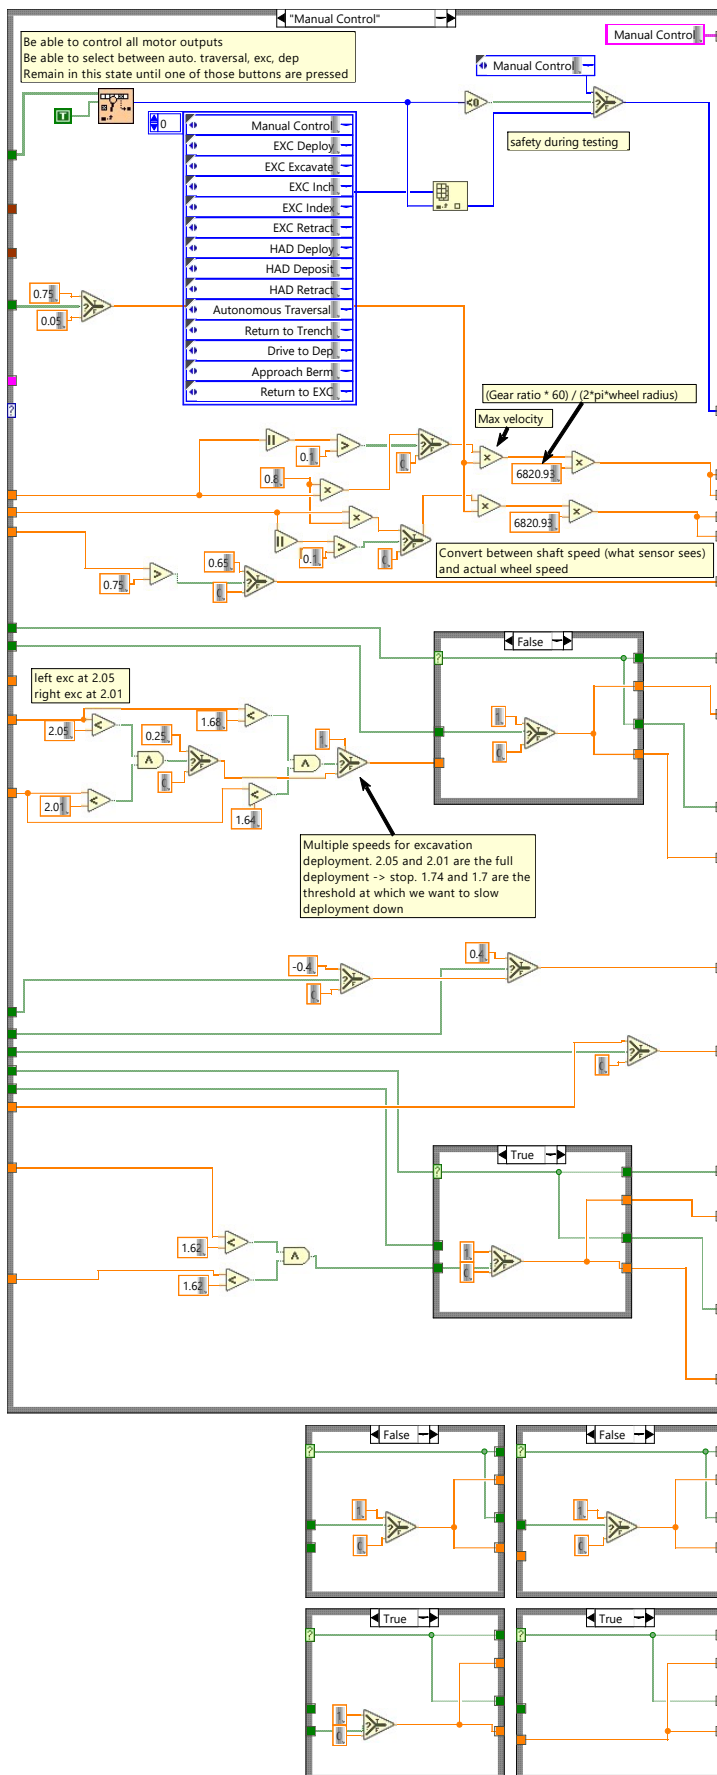 "Manual Control"
Manual Control
Be able to control all motor outputs
Be able to select between auto. traversal, exc, dep
Remain in this state until one of those buttons are pressed
Manual Control
T
0
<0
?
T
F
safety during testing
Manual Control
EXC Deploy
EXC Excavate
EXC Inch
EXC Index
EXC Retract
HAD Deploy
HAD Deposit
HAD Retract
Autonomous Traversal
Return to Trench
Drive to Dep
Approach Berm
Return to EXC
0.75
0.05
(Gear ratio * 60) / (2*pi*wheel radius)
Max velocity
0.1
0.8
6820.93
6820.93
0.1
Convert between shaft speed (what sensor sees)
and actual wheel speed
0.65
0.75
False
left exc at 2.05
right exc at 2.01
2.05
0.25
1.68
2.01
1.64
Multiple speeds for excavation
deployment. 2.05 and 2.01 are the full
deployment -> stop. 1.74 and 1.7 are the
threshold at which we want to slow
deployment down
-0.4
0.4
True
1.62
1.62
False
False
True
True